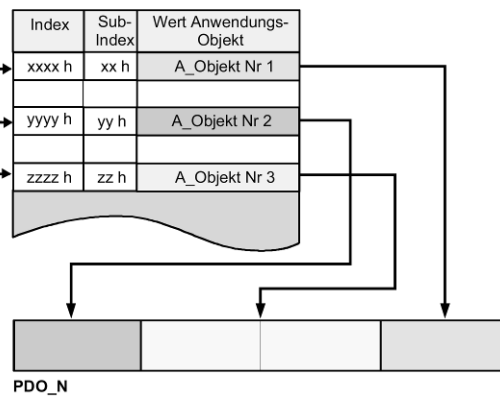 Index Sub-Index Wert Anwendungs-Objekt
xxxx h xx h A_Objekt Nr 1
yyyy h yy h A_Objekt Nr 2
zzzz h zz h A_Objekt Nr 3
PDO_N